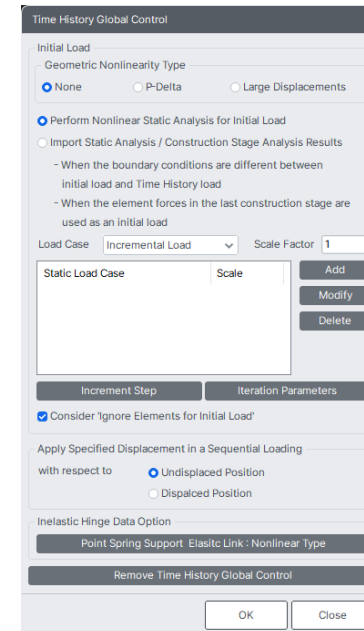 Time History Global Control
Initial Load
Geometric Nonlinearity Type
None P-Delta Large Displacements
Perform Nonlinear Static Analysis for Initial Load
Import Static Analysis / Construction Stage Analysis Results
- When the boundary conditions are different between
initial load and Time History load
- When the element forces in the last construction stage are
used as an initial load
Load Case Incremental Load Scale Factor 1
Static Load Case Scale
Add
Modify
Delete
Increment Step Iteration Parameters
Consider 'Ignore Elements for Initial Load'
Apply Specified Displacement in a Sequential Loading
with respect to Undisplaced Position
Dispalced Position
Inelastic Hinge Data Option
Point Spring Support Elasitc Link : Nonlinear Type
Remove Time History Global Control
OK Close